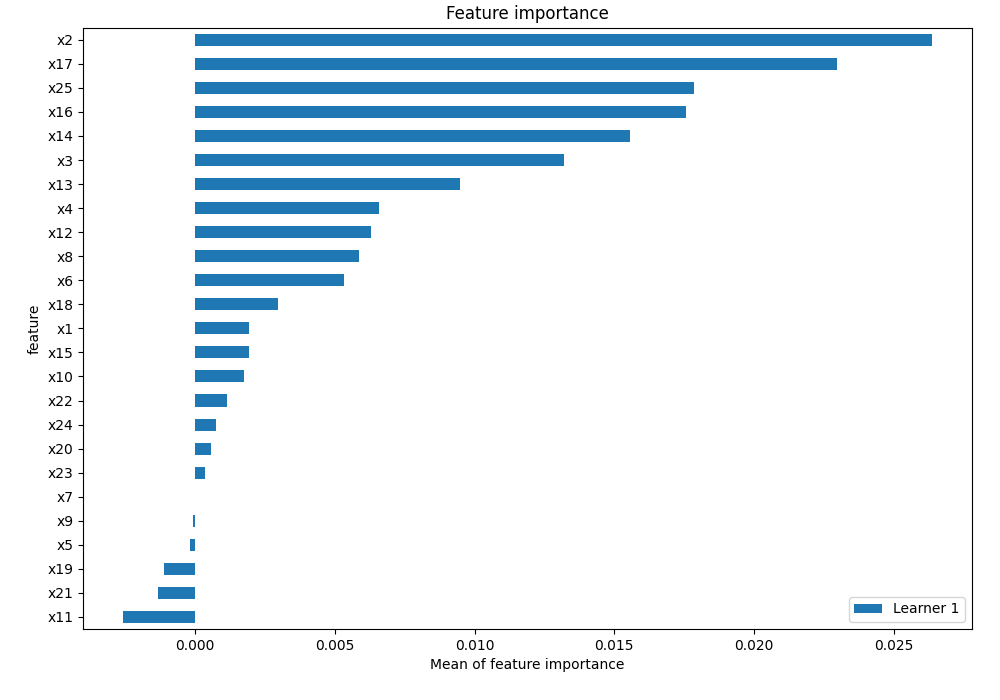 Feature importance
x2
x17
x25
x16
x14
x3
x13
x4
x12
x8
x6
x18
x1
x15
x10
x22
x24
x20
x23
x7
x9
x5
x19
x21
x11
feature
Learner 1
0.000 0.005 0.010 0.015 0.020 0.025
Mean of feature importance